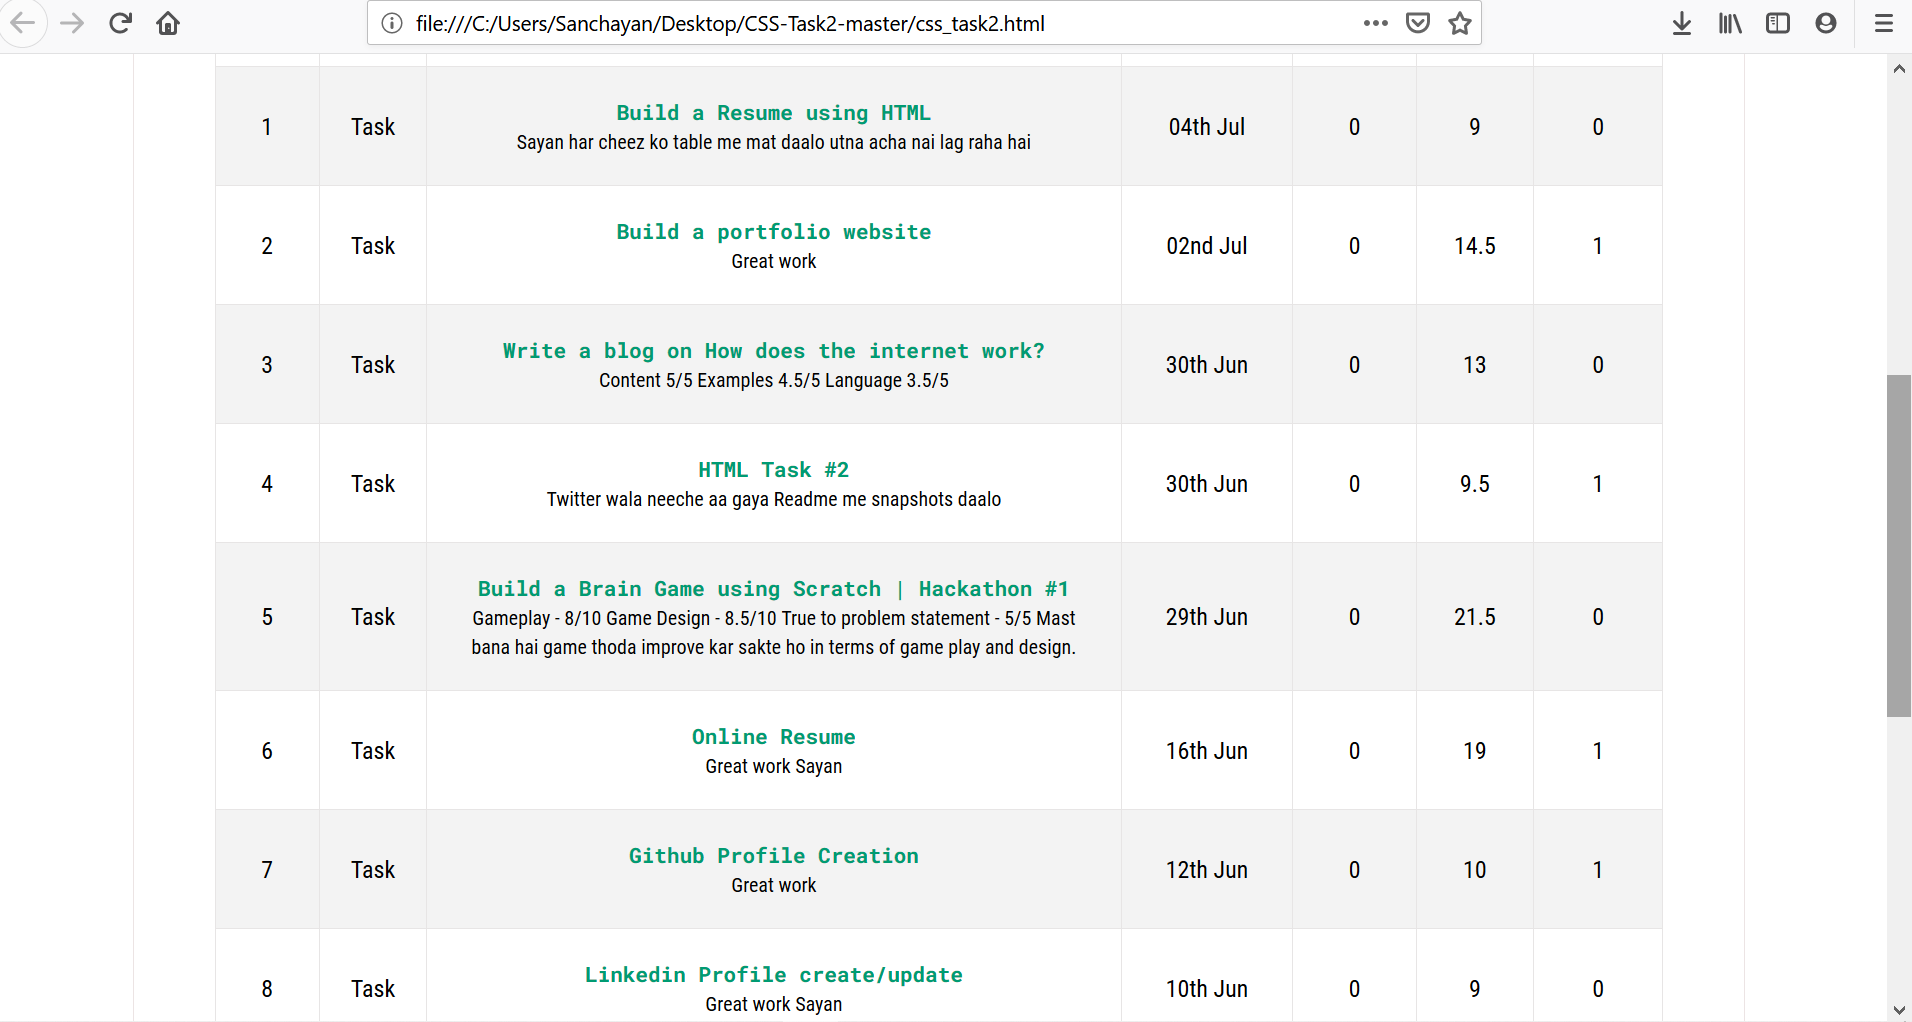 file:///C:/Users/Sanchayan/Desktop/CSS-Task2-master/css_task2.html
1 Task Build a Resume using HTML 04th Jul 0 9 0
Sayan har cheez ko table me mat daalo utna acha nai lag raha hai
2 Task Build a portfolio website 02nd Jul 0 14.5 1
Great work
3 Task Write a blog on How does the internet work? 30th Jun 0 13 0
Content 5/5 Examples 4.5/5 Language 3.5/5
4 Task HTML Task #2 30th Jun 0 9.5 1
Twitter wala neeche aa gaya Readme me snapshots daalo
5 Task Build a Brain Game using Scratch | Hackathon #1 29th Jun 0 21.5 0
Gameplay - 8/10 Game Design - 8.5/10 True to problem statement - 5/5 Mast
bana hai game thoda improve kar sakte ho in terms of game play and design.
6 Task Online Resume 16th Jun 0 19 1
Great work Sayan
7 Task Github Profile Creation 12th Jun 0 10 1
Great work
8 Task Linkedin Profile create/update 10th Jun 0 9 0
Great work Sayan